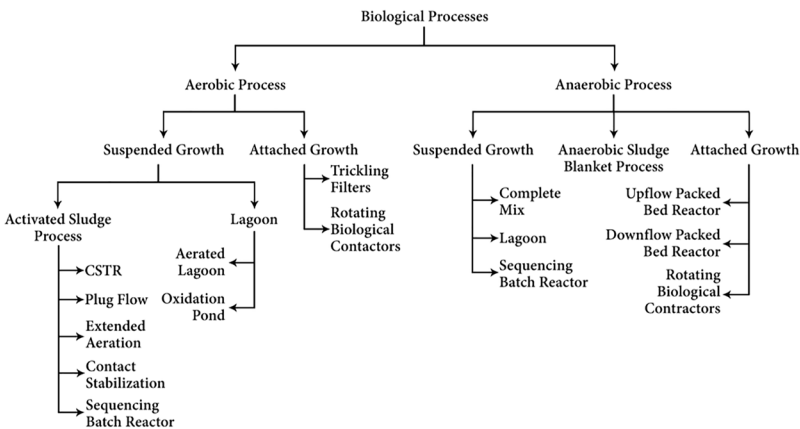 Biological Processes
Aerobic Process
Anaerobic Process
Suspended Growth
Attached Growth
Suspended Growth
Anaerobic Sludge
Blanket Process
Attached Growth
Trickling
Filters
Rotating
Biological
Contactors
Activated Sludge
Process
Lagoon
CSTR
Plug Flow
Extended
Aeration
Contact
Stabilization
Sequencing
Batch Reactor
Aerated
Lagoon
Oxidation
Pond
Complete
Mix
Lagoon
Sequencing
Batch Reactor
Upflow Packed
Bed Reactor
Downflow Packed
Bed Reactor
Rotating
Biological
Contractors